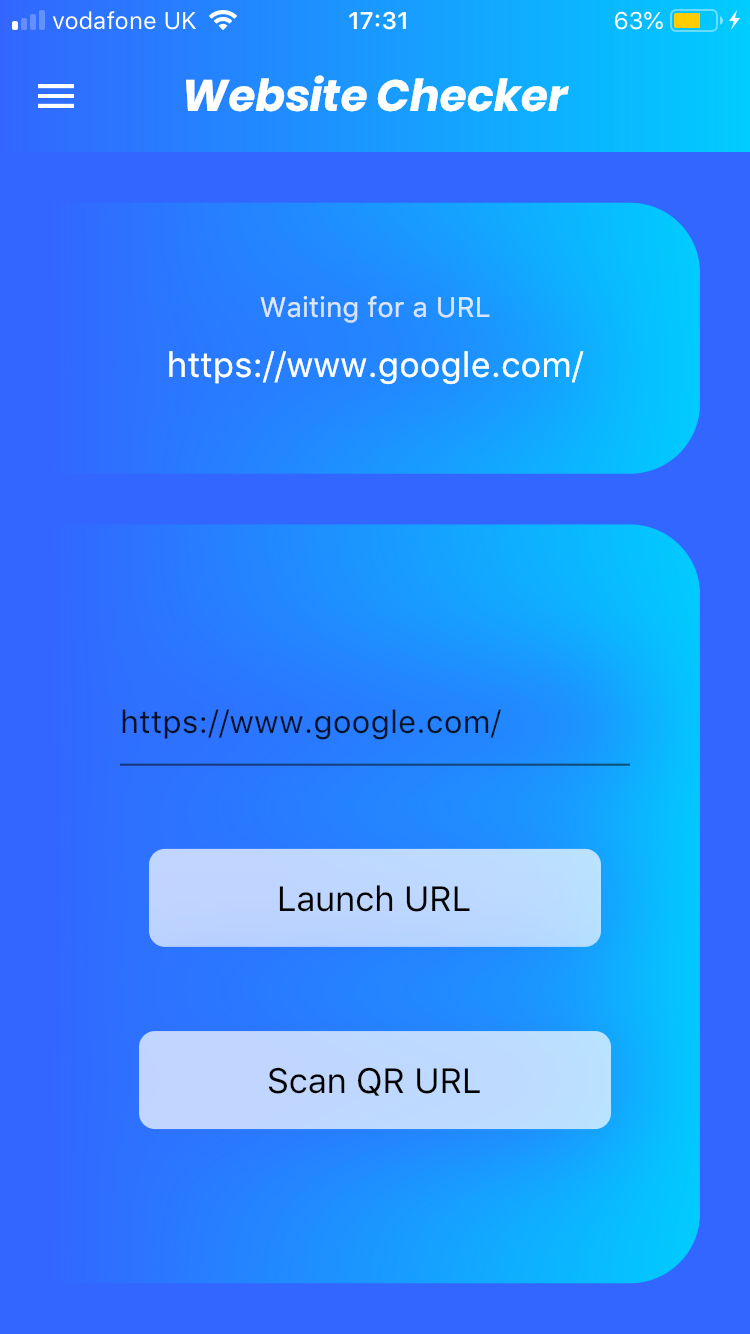 vodafone UK 17:31 63%
Website Checker
Waiting for a URL
https://www.google.com/
https://www.google.com/
Launch URL
Scan QR URL